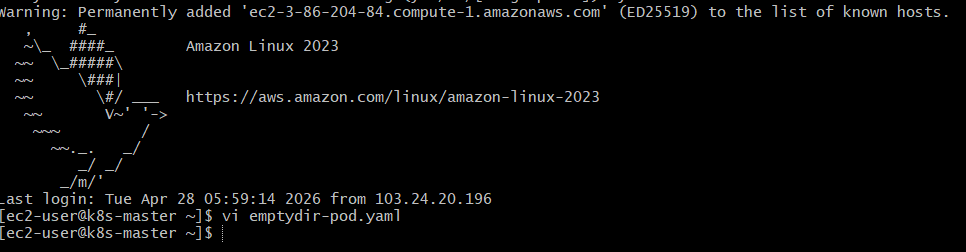 Warning: Permanently added 'ec2-3-86-204-84.compute-1.amazonaws.com' (ED25519) to the list of known hosts.
   ,     #_
   ~\_  ####_        Amazon Linux 2023
  ~~  \_#####\
  ~~     \###|
  ~~       \#/ ___   https://aws.amazon.com/linux/amazon-linux-2023
   ~~       V~' '->
    ~~~         /
      ~~._.   _/
         _/ _/
       _/m/'
Last login: Tue Apr 28 05:59:14 2026 from 103.24.20.196
[ec2-user@k8s-master ~]$ vi emptydir-pod.yaml
[ec2-user@k8s-master ~]$